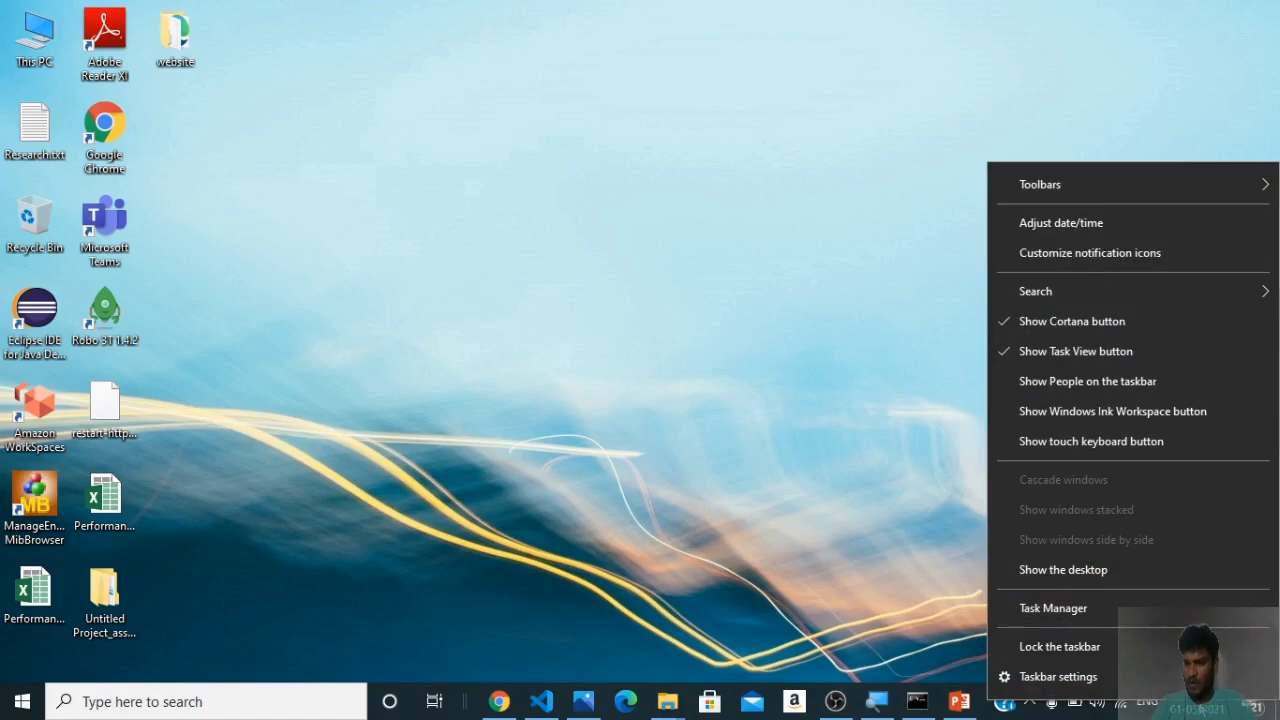 This PC
Adobe
Reader XI
website
Research.txt
Google
Chrome
Recycle Bin
Microsoft
Teams
Eclipse IDE
for Java De...
Robo 3T 1.4.2
Amazon
WorkSpaces
restart-http...
ManageEn...
MibBrowser
Performan...
Performan...
Untitled
Project_ass...
Toolbars
Adjust date/time
Customize notification icons
Search
Show Cortana button
Show Task View button
Show People on the taskbar
Show Windows Ink Workspace button
Show touch keyboard button
Cascade windows
Show windows stacked
Show windows side by side
Show the desktop
Task Manager
Lock the taskbar
Taskbar settings
Type here to search
ENG
21